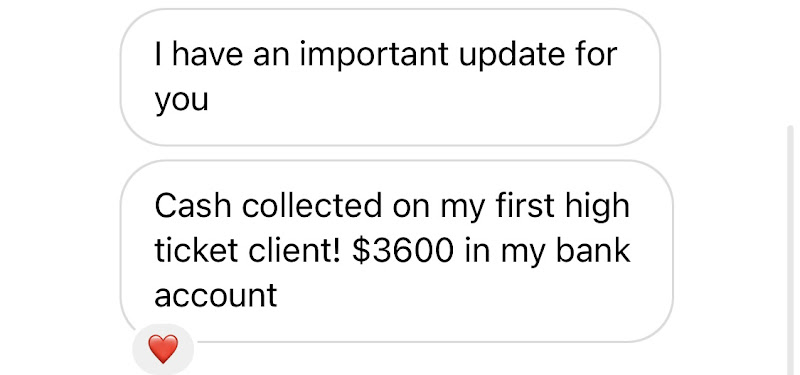 I have an important update for
you
Cash collected on my first high
ticket client! $3600 in my bank
account